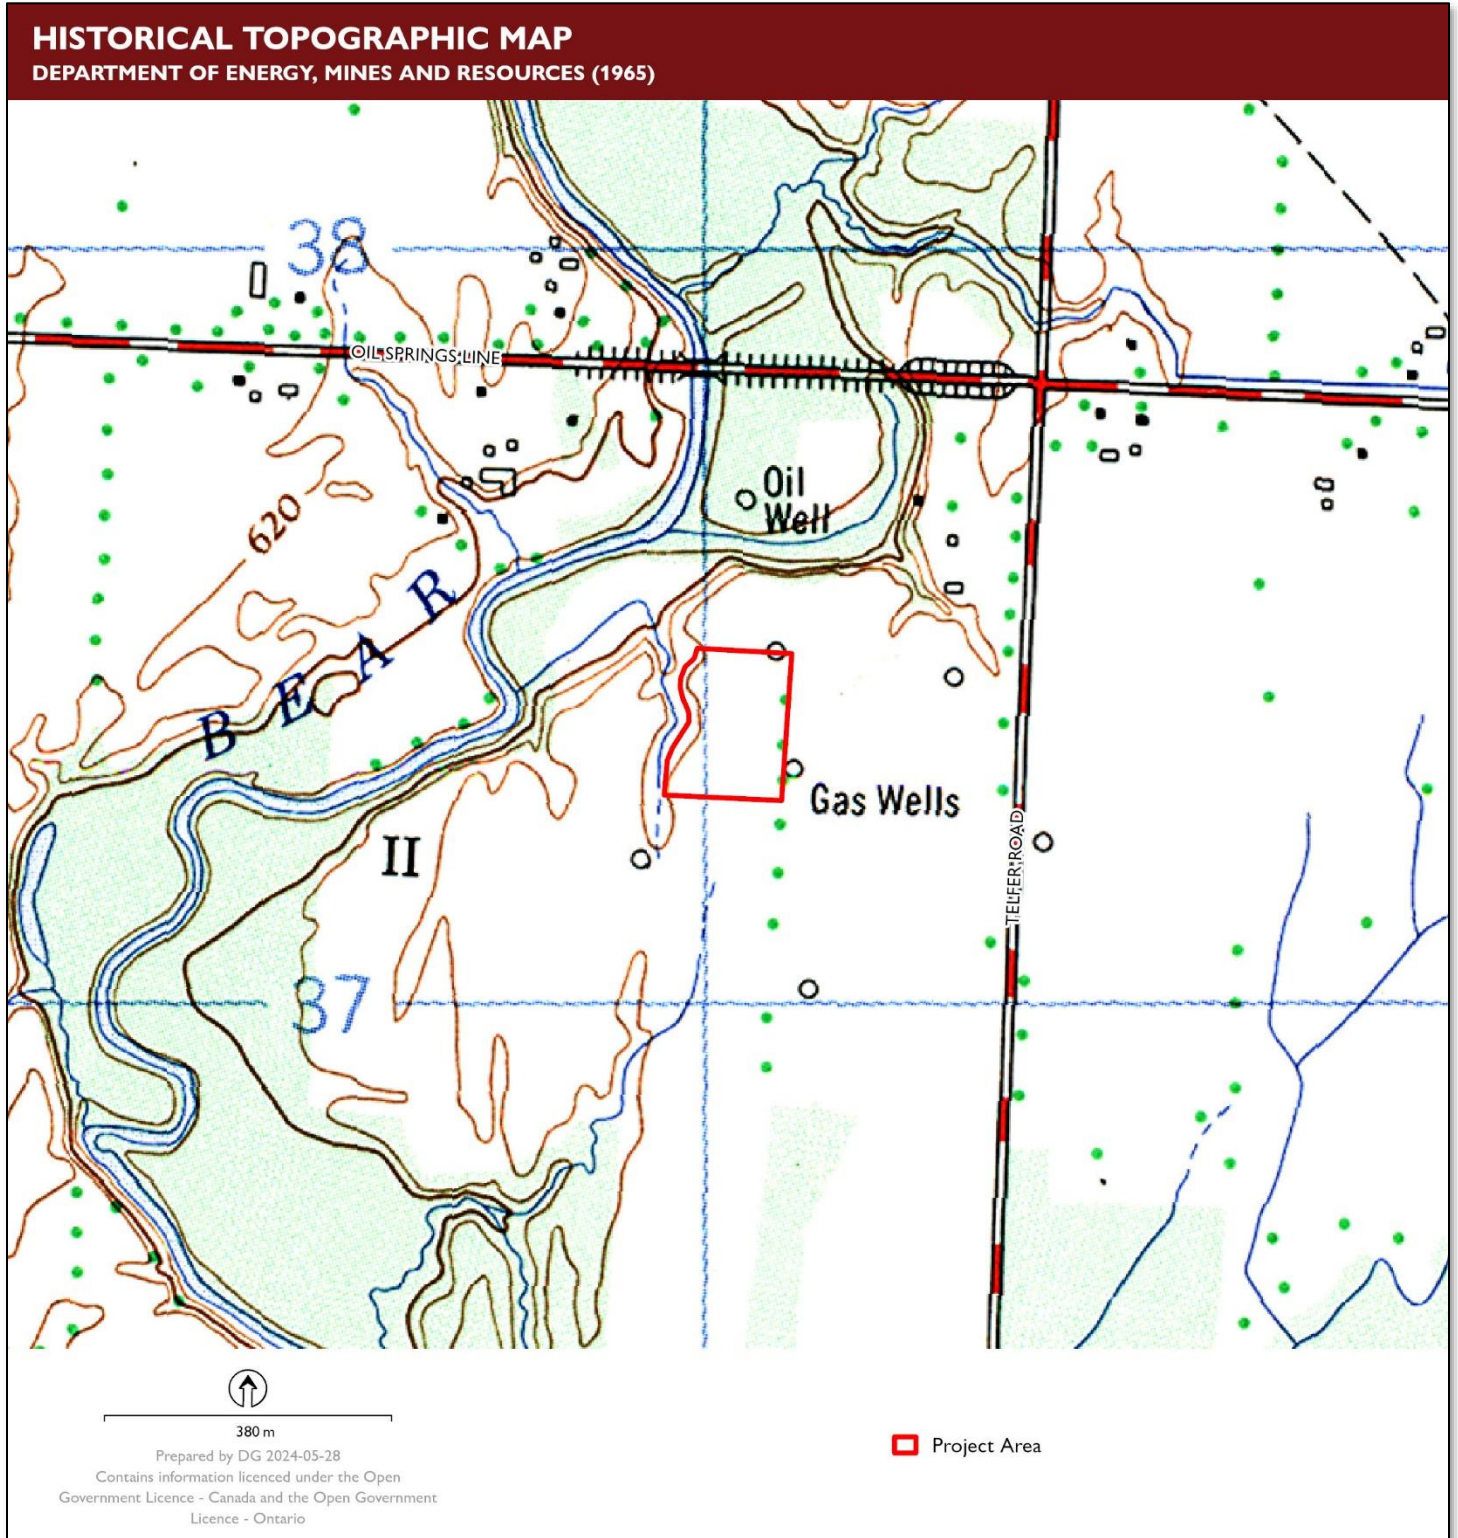 HISTORICAL TOPOGRAPHIC MAP
DEPARTMENT OF ENERGY, MINES AND RESOURCES (1965)
38
OIL SPRINGS LINE
Oil
Well
620
BEAR
Gas Wells
TELFER ROAD
II
37
380 m
Prepared by DG 2024-05-28
Contains information licenced under the Open
Government Licence - Canada and the Open Government
Licence - Ontario
Project Area